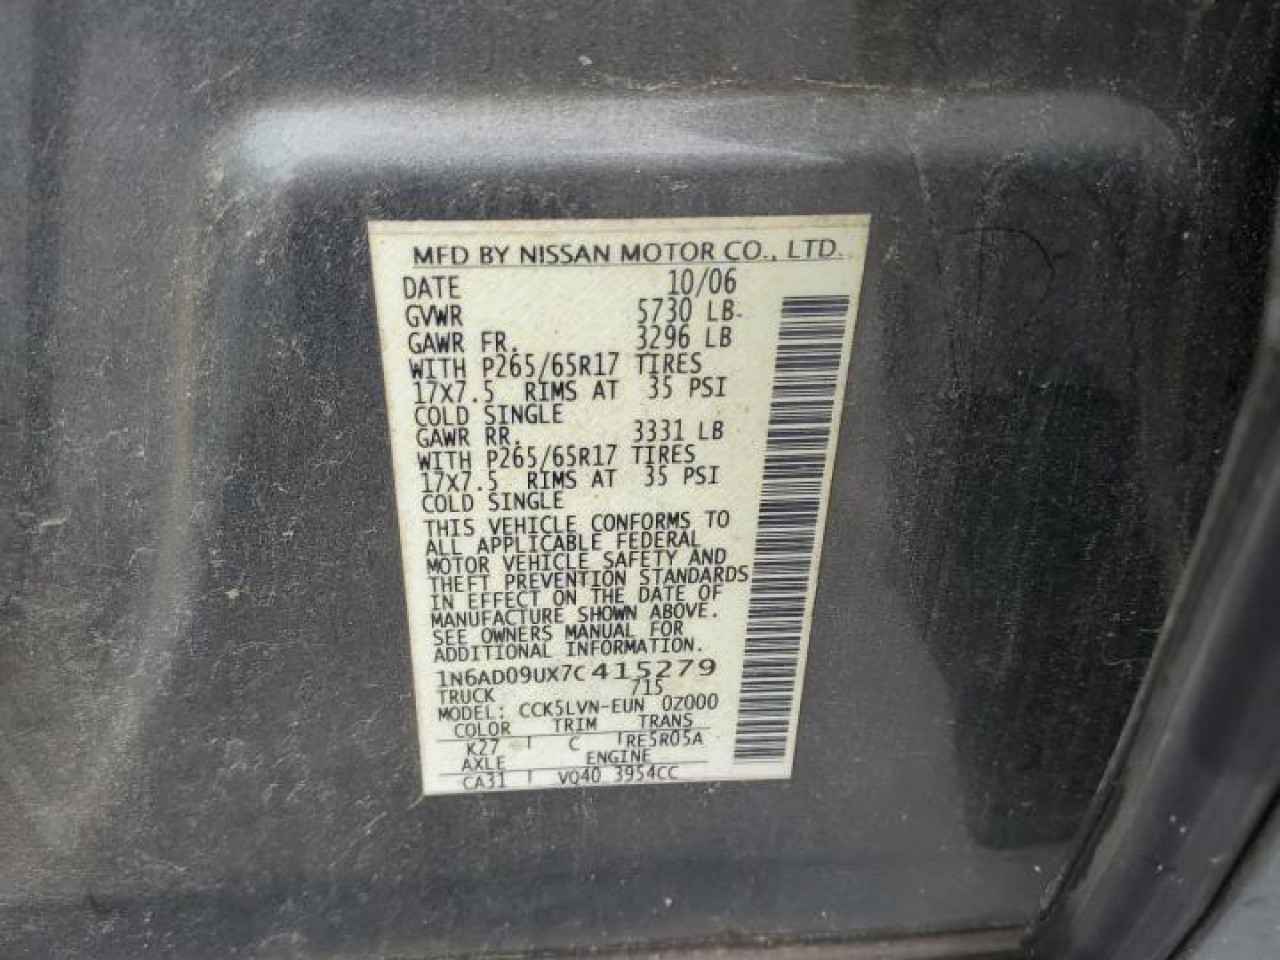 MFD BY NISSAN MOTOR CO., LTD.
DATE 10/06
GVWR 5730 LB
GAWR FR. 3296 LB
WITH P265/65R17 TIRES
17X7.5 RIMS AT 35 PSI
COLD SINGLE
GAWR RR. 3331 LB
WITH P265/65R17 TIRES
17X7.5 RIMS AT 35 PSI
COLD SINGLE
THIS VEHICLE CONFORMS TO
ALL APPLICABLE FEDERAL
MOTOR VEHICLE SAFETY AND
THEFT PREVENTION STANDARDS
IN EFFECT ON THE DATE OF
MANUFACTURE SHOWN ABOVE.
SEE OWNERS MANUAL FOR
ADDITIONAL INFORMATION.
1N6AD09UX7C415279
TRUCK 715
MODEL: CCK5LVN-EUN 0Z000
COLOR TRIM TRANS
K27 C RE5R05A
AXLE ENGINE
CA31 VQ40 3954CC